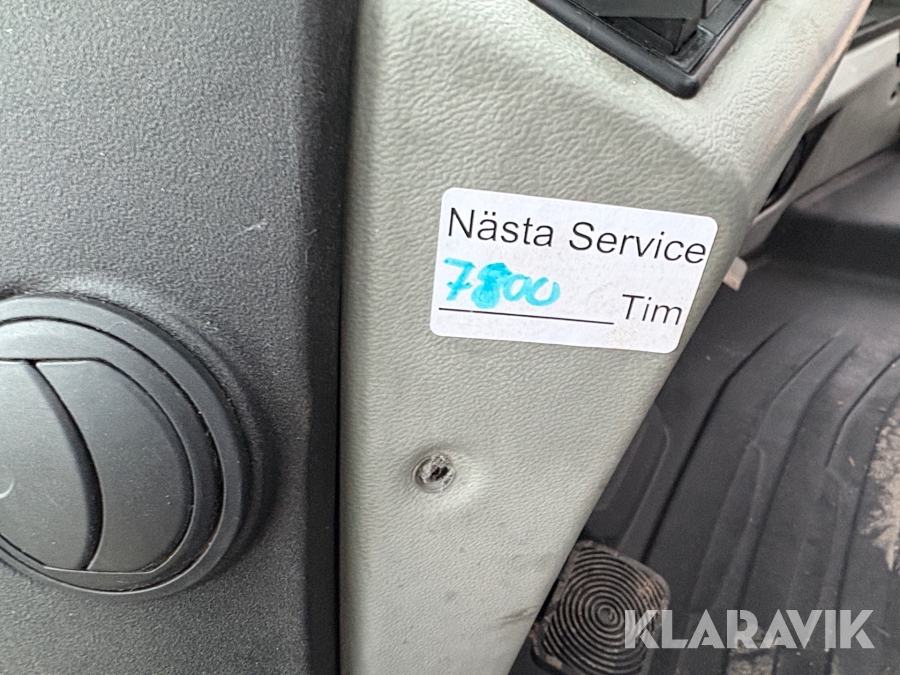 Nästa Service
7800 Tim
KLARAVIK